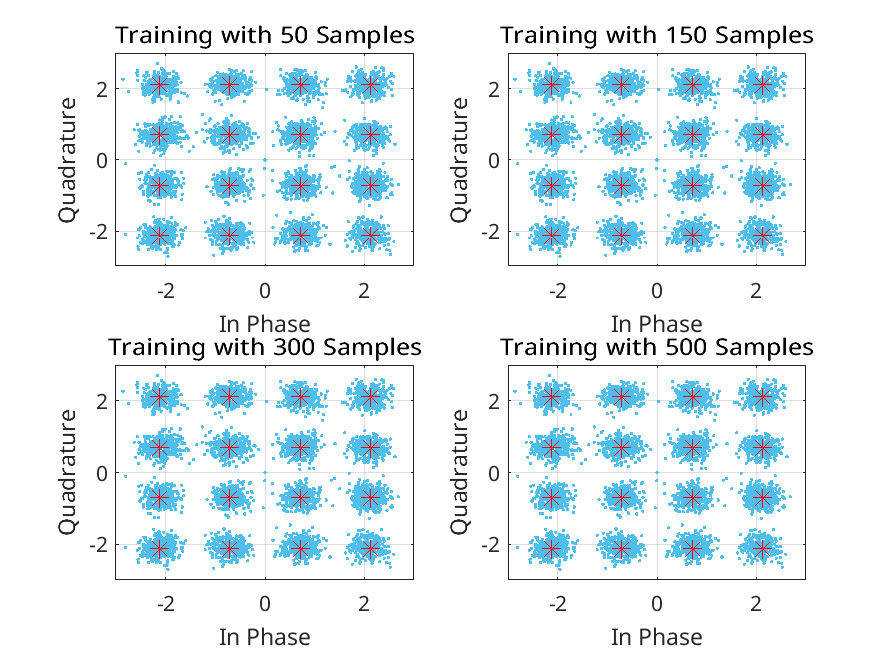 Training with 50 Samples
Quadrature
2
0
-2
-2 0 2
In Phase
Training with 150 Samples
Quadrature
2
0
-2
-2 0 2
In Phase
Training with 300 Samples
Quadrature
2
0
-2
-2 0 2
In Phase
Training with 500 Samples
Quadrature
2
0
-2
-2 0 2
In Phase